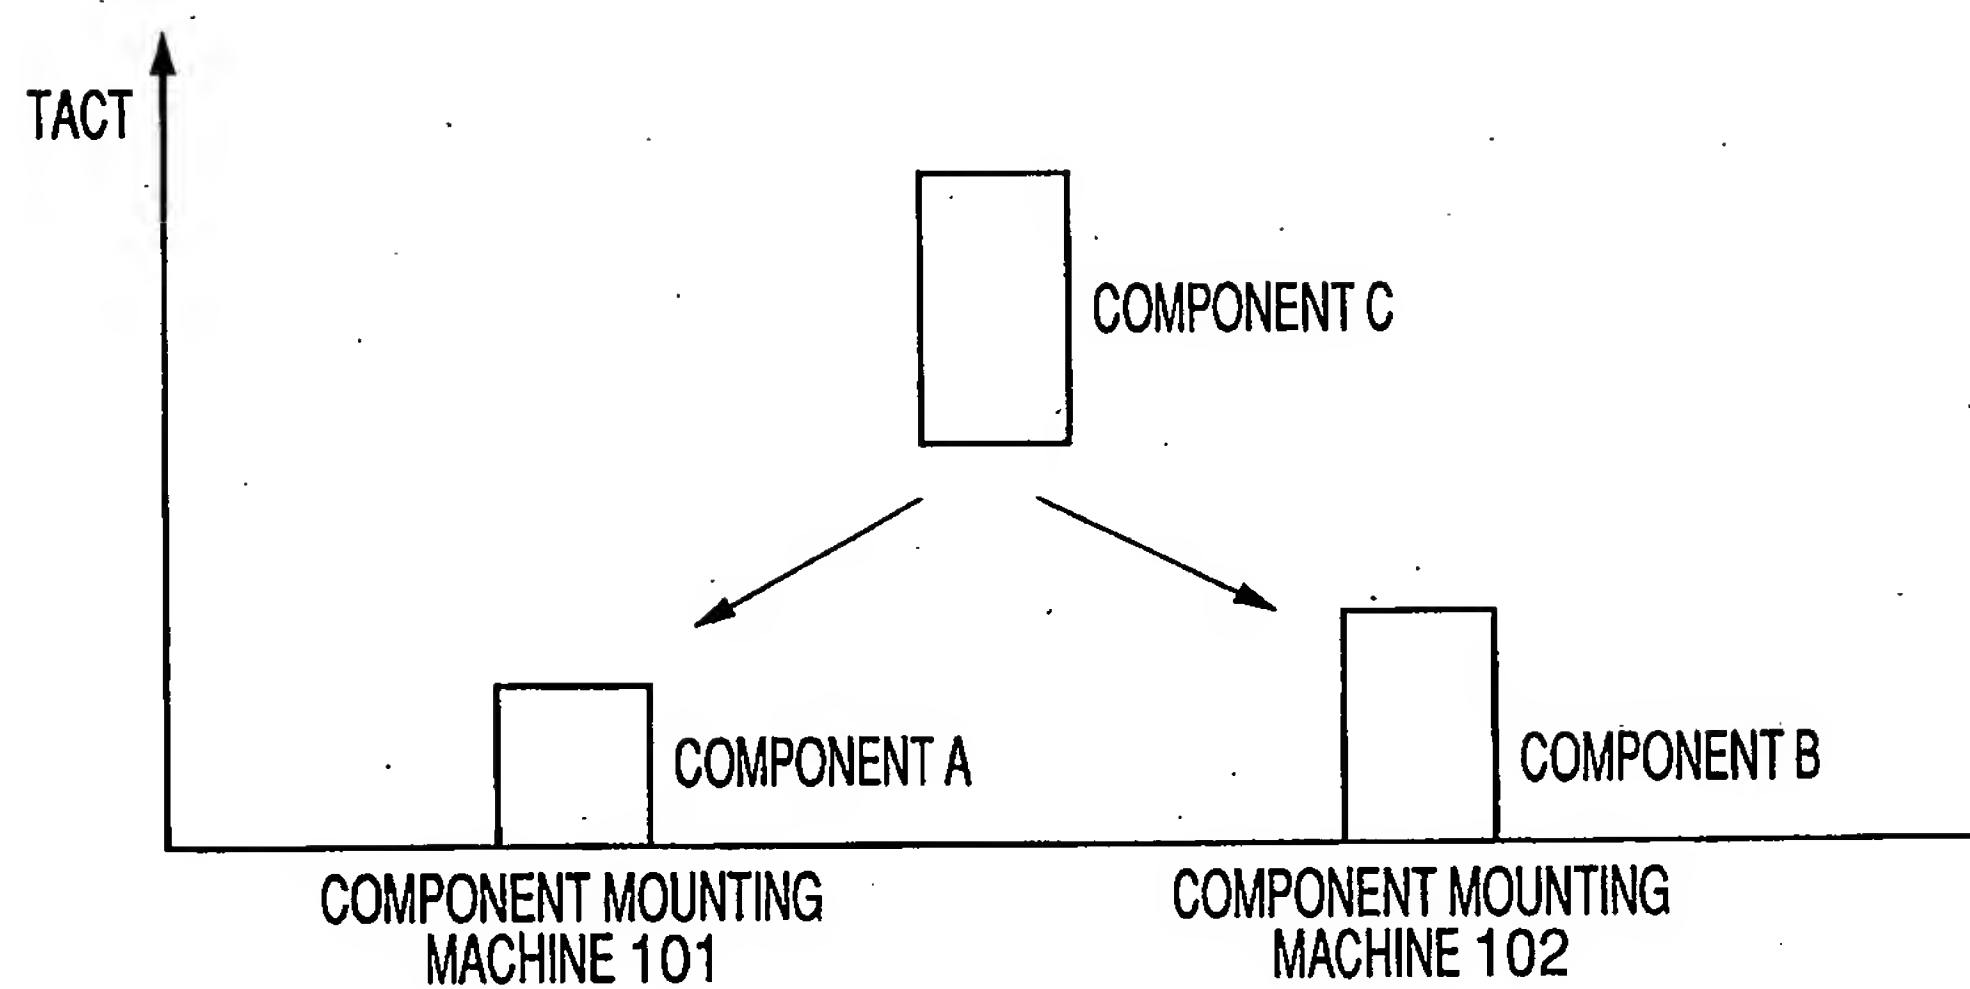 TACT
COMPONENT C
COMPONENT A
COMPONENT B
COMPONENT MOUNTING
MACHINE 101
COMPONENT MOUNTING
MACHINE 102